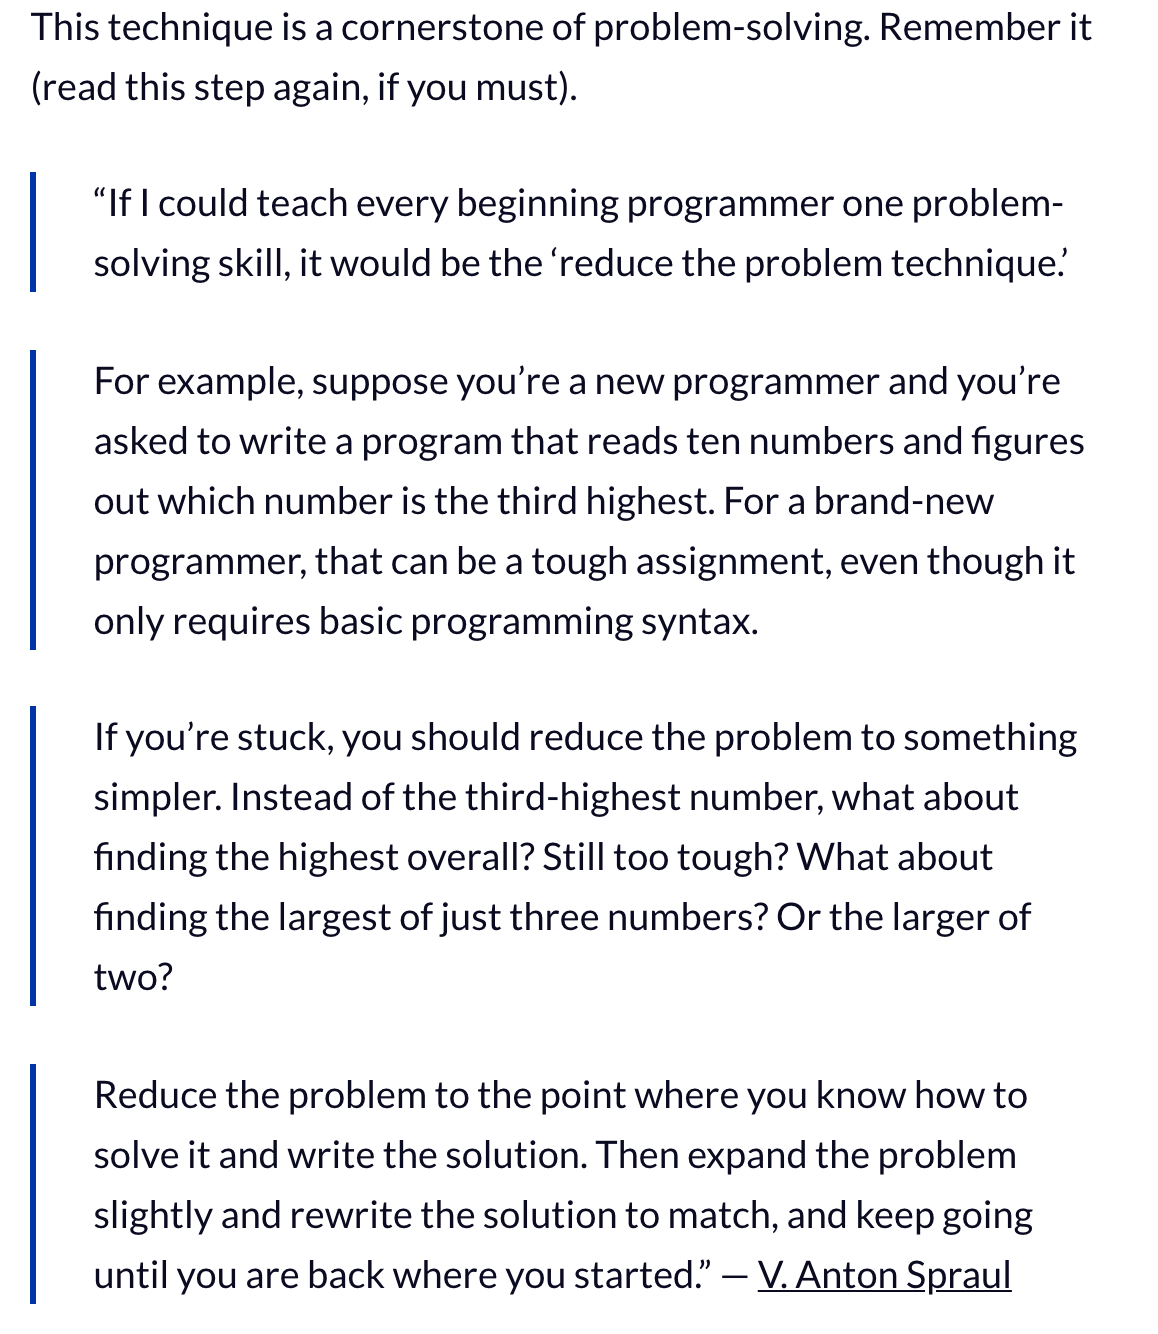 This technique is a cornerstone of problem-solving. Remember it
(read this step again, if you must).
“If I could teach every beginning programmer one problem-
solving skill, it would be the ‘reduce the problem technique.’
For example, suppose you’re a new programmer and you’re
asked to write a program that reads ten numbers and figures
out which number is the third highest. For a brand-new
programmer, that can be a tough assignment, even though it
only requires basic programming syntax.
If you’re stuck, you should reduce the problem to something
simpler. Instead of the third-highest number, what about
finding the highest overall? Still too tough? What about
finding the largest of just three numbers? Or the larger of
two?
Reduce the problem to the point where you know how to
solve it and write the solution. Then expand the problem
slightly and rewrite the solution to match, and keep going
until you are back where you started.” — V. Anton Spraul